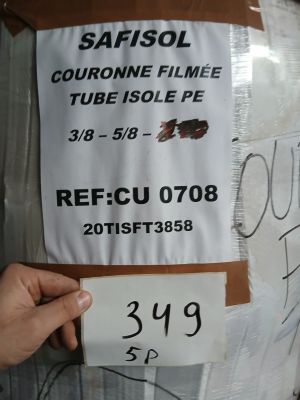 SAFISOL
COURONNE FILMÉE
TUBE ISOLE PE
3/8 – 5/8 –
REF:CU 0708
20TISFT3858
349
5P